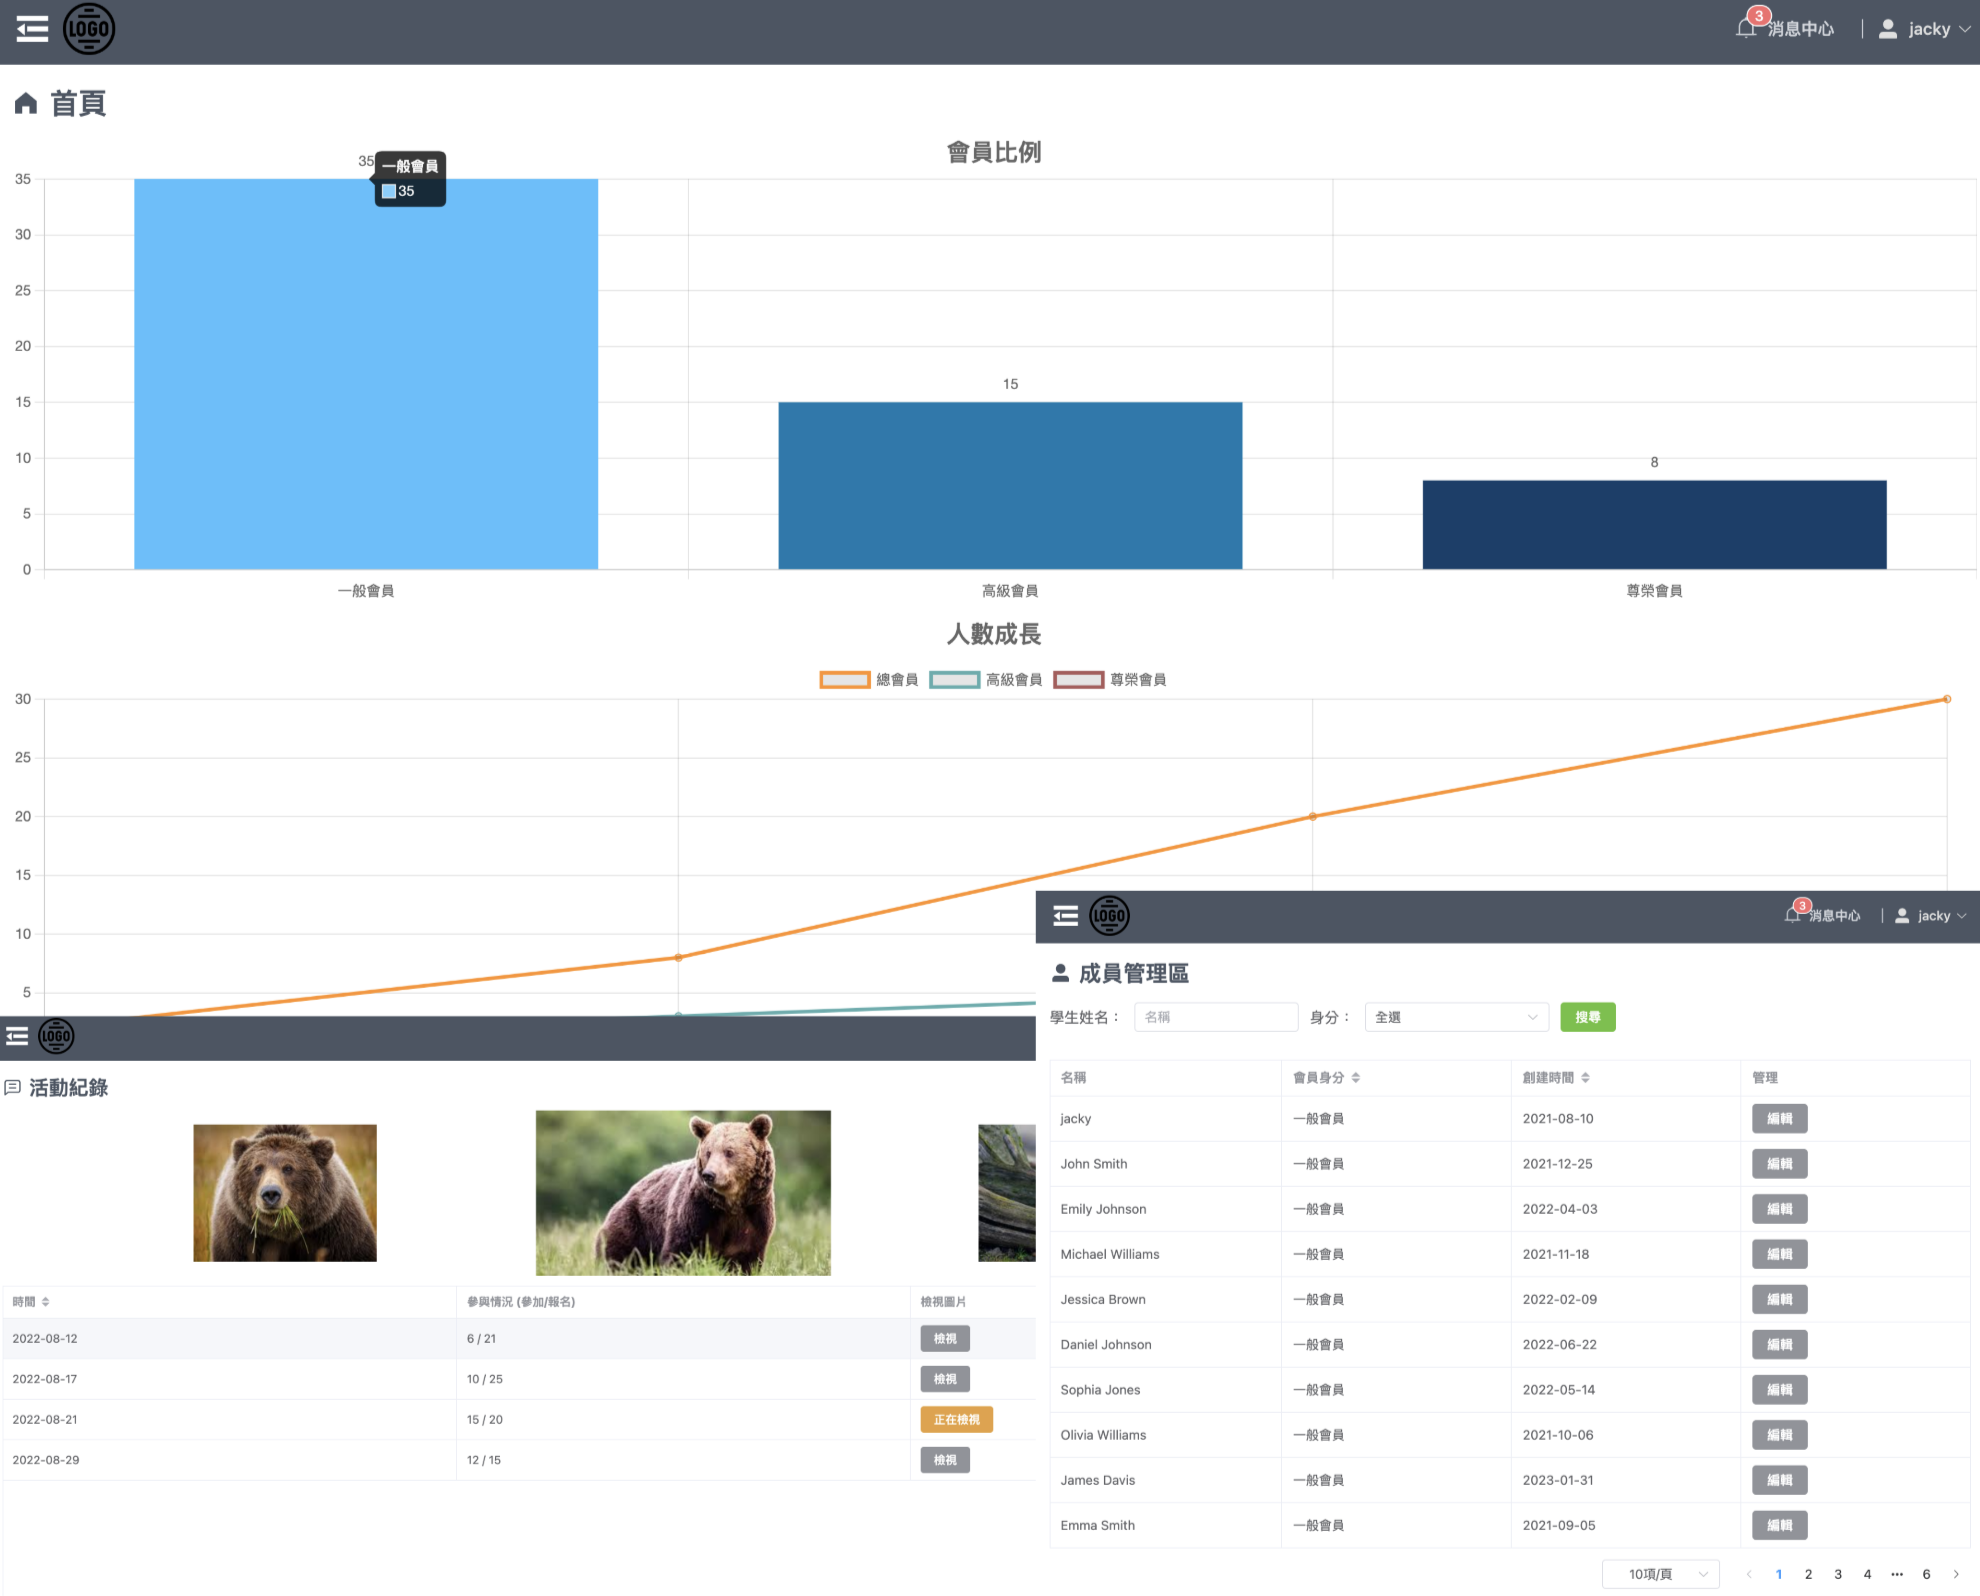 LOGO
3
消息中心
jacky
首頁
會員比例
35
一般會員
35
35
30
25
20
15
15
10
8
5
0
一般會員 高級會員 尊榮會員
人數成長
總會員 高級會員 尊榮會員
30
25
20
15
10
5
LOGO
3
消息中心
jacky
成員管理區
學生姓名： 名稱 身分： 全選 搜尋
名稱 會員身分 創建時間 管理
jacky 一般會員 2021-08-10 編輯
John Smith 一般會員 2021-12-25 編輯
Emily Johnson 一般會員 2022-04-03 編輯
Michael Williams 一般會員 2021-11-18 編輯
Jessica Brown 一般會員 2022-02-09 編輯
Daniel Johnson 一般會員 2022-06-22 編輯
Sophia Jones 一般會員 2022-05-14 編輯
Olivia Williams 一般會員 2021-10-06 編輯
James Davis 一般會員 2023-01-31 編輯
Emma Smith 一般會員 2021-09-05 編輯
10項/頁 1 2 3 4 ••• 6
LOGO
活動紀錄
時間 參與情況 (參加/報名) 檢視圖片
2022-08-12 6 / 21 檢視
2022-08-17 10 / 25 檢視
2022-08-21 15 / 20 正在檢視
2022-08-29 12 / 15 檢視